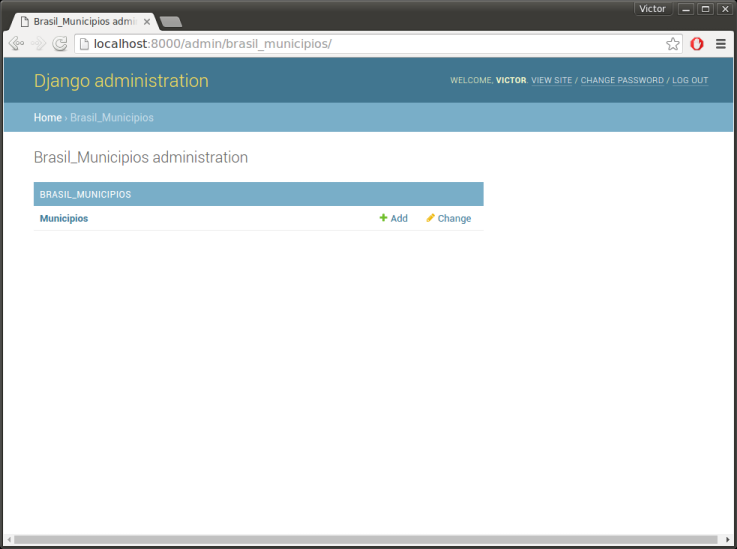 Victor
Brasil_Municipios admi
localhost:8000/admin/brasil_municipios/
Django administration
WELCOME, VICTOR. VIEW SITE / CHANGE PASSWORD / LOG OUT
Home › Brasil_Municipios
Brasil_Municipios administration
BRASIL_MUNICIPIOS
Municipios Add Change